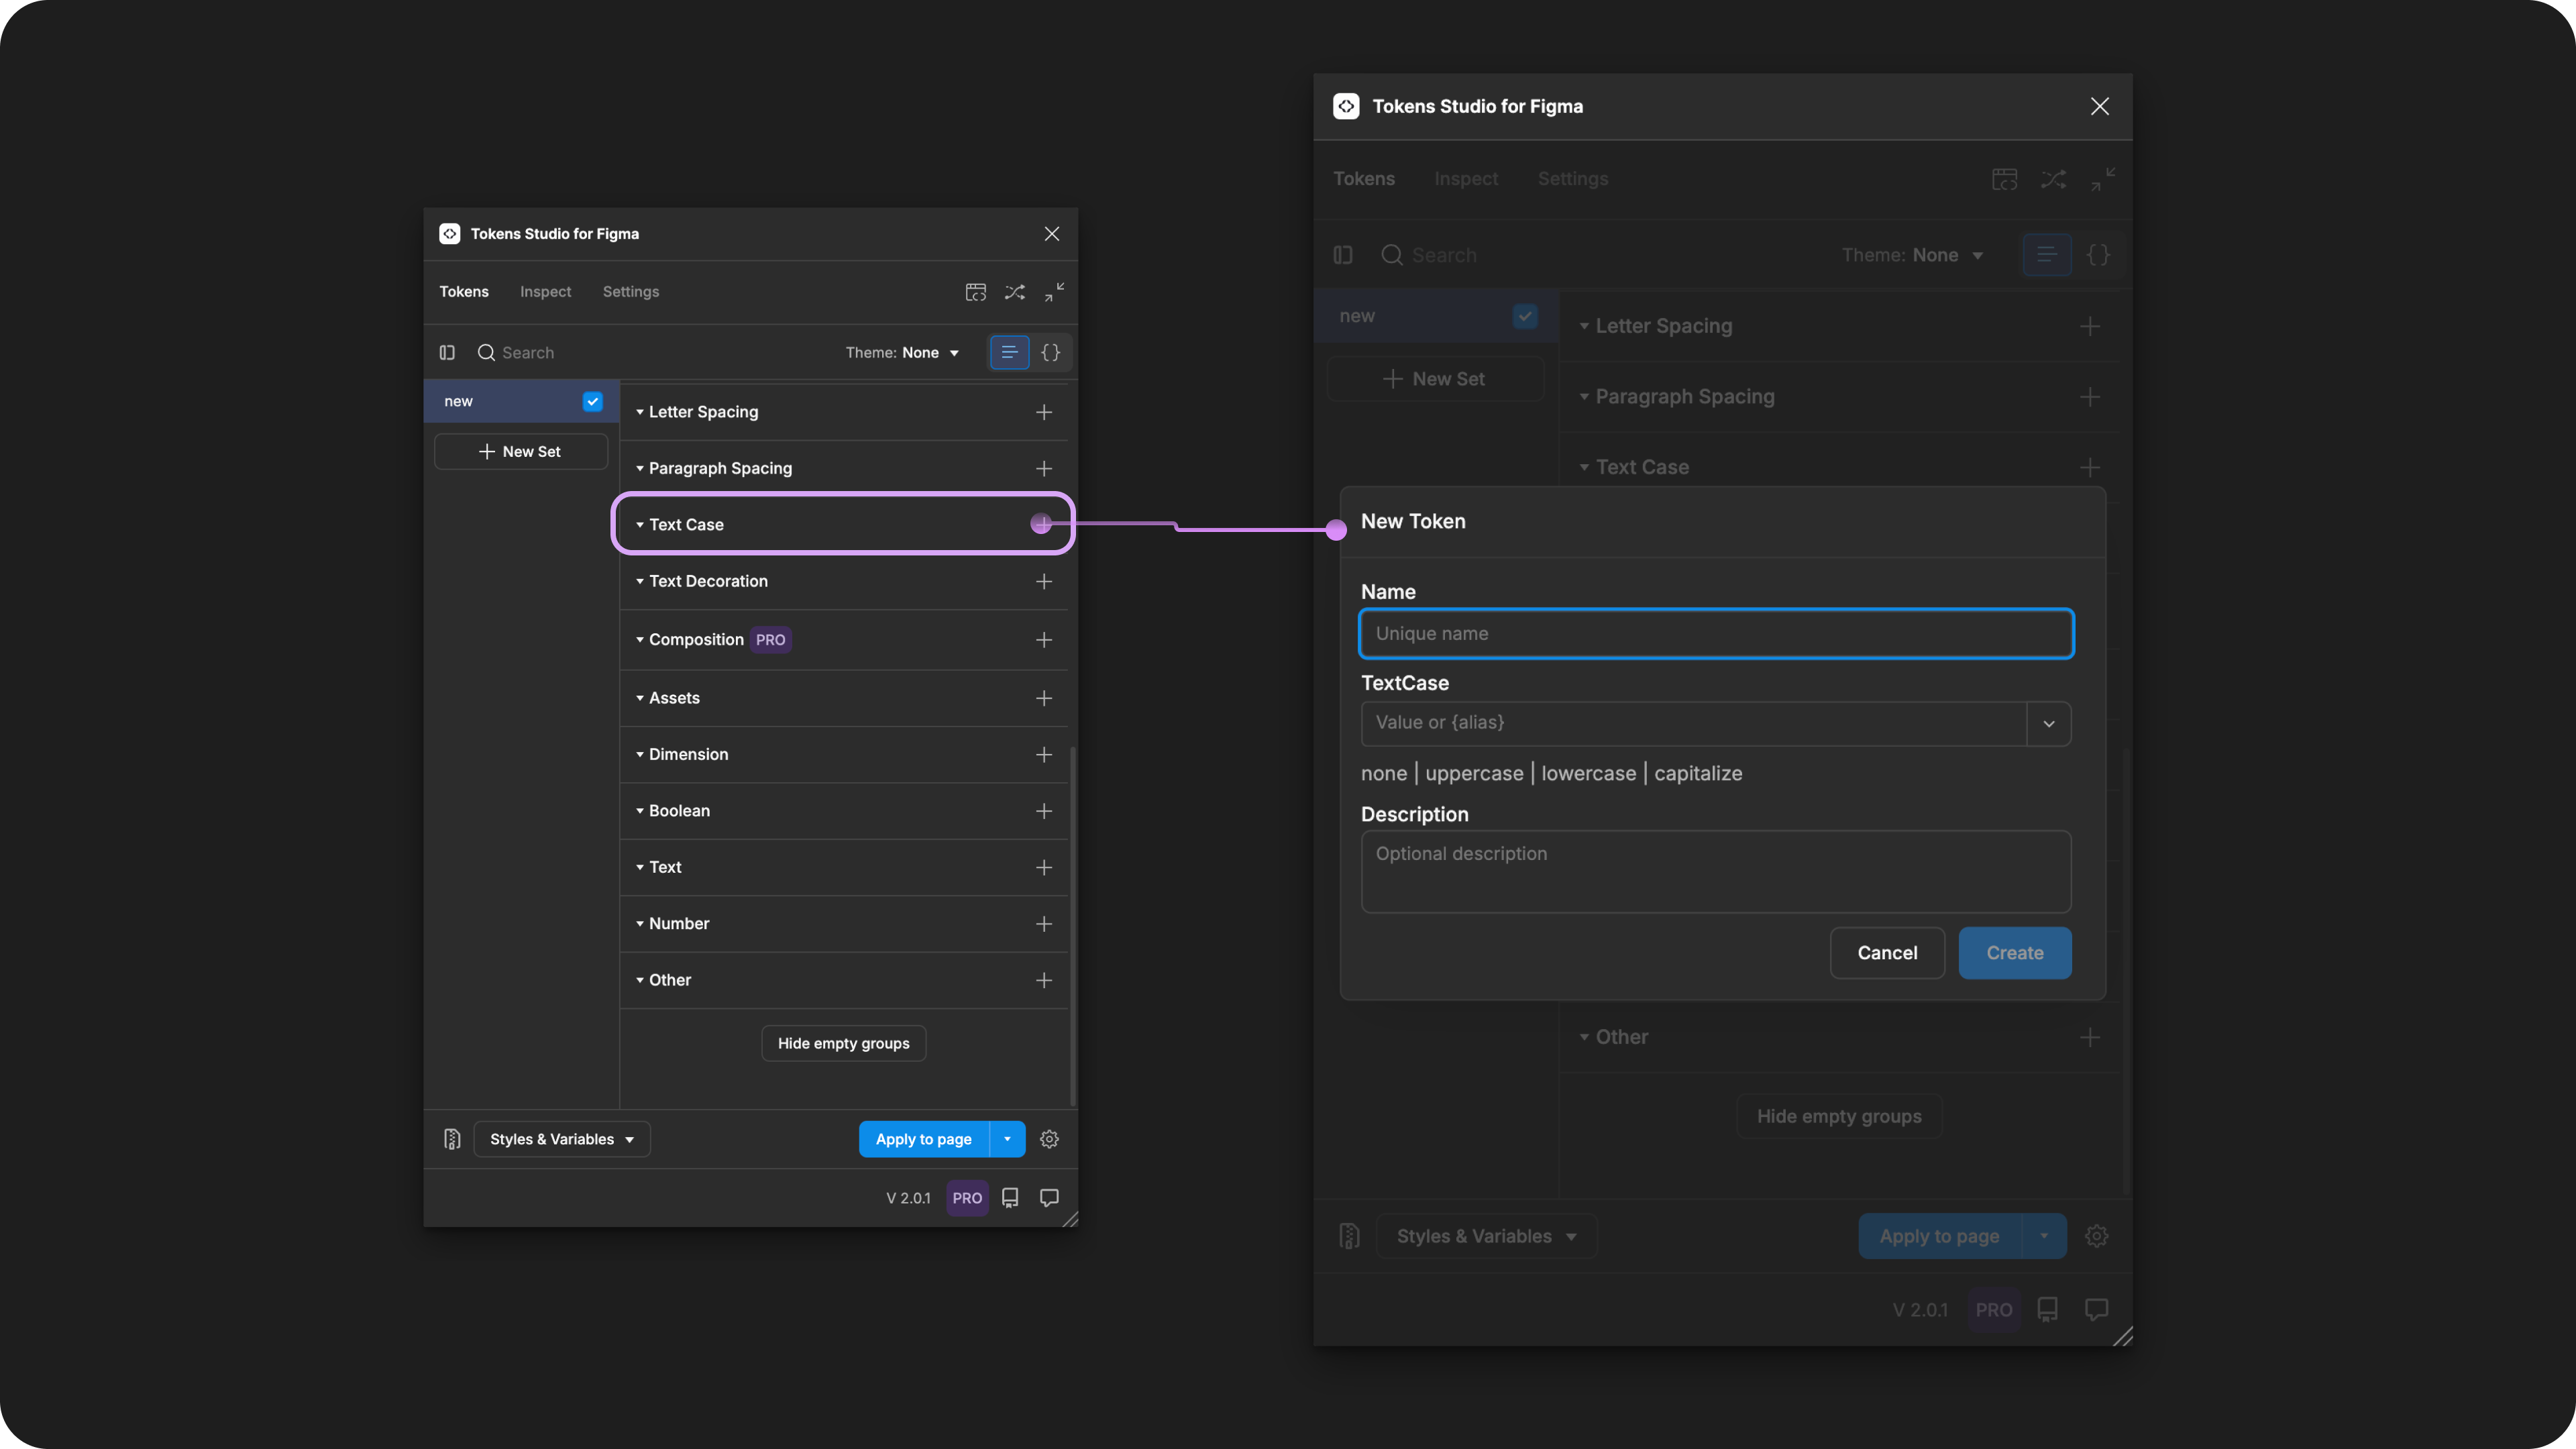 Tokens Studio for Figma
Tokens Inspect Settings
Search Theme: None {}
new
New Set
Letter Spacing
Paragraph Spacing
Text Case
Text Decoration
Composition PRO
Assets
Dimension
Boolean
Text
Number
Other
Hide empty groups
Styles & Variables Apply to page
V 2.0.1 PRO
Tokens Studio for Figma
Tokens Inspect Settings
Search Theme: None {}
new
New Set
Letter Spacing
Paragraph Spacing
Text Case
New Token
Name
Unique name
TextCase
Value or {alias}
none | uppercase | lowercase | capitalize
Description
Optional description
Cancel Create
Other
Hide empty groups
Styles & Variables Apply to page
V 2.0.1 PRO